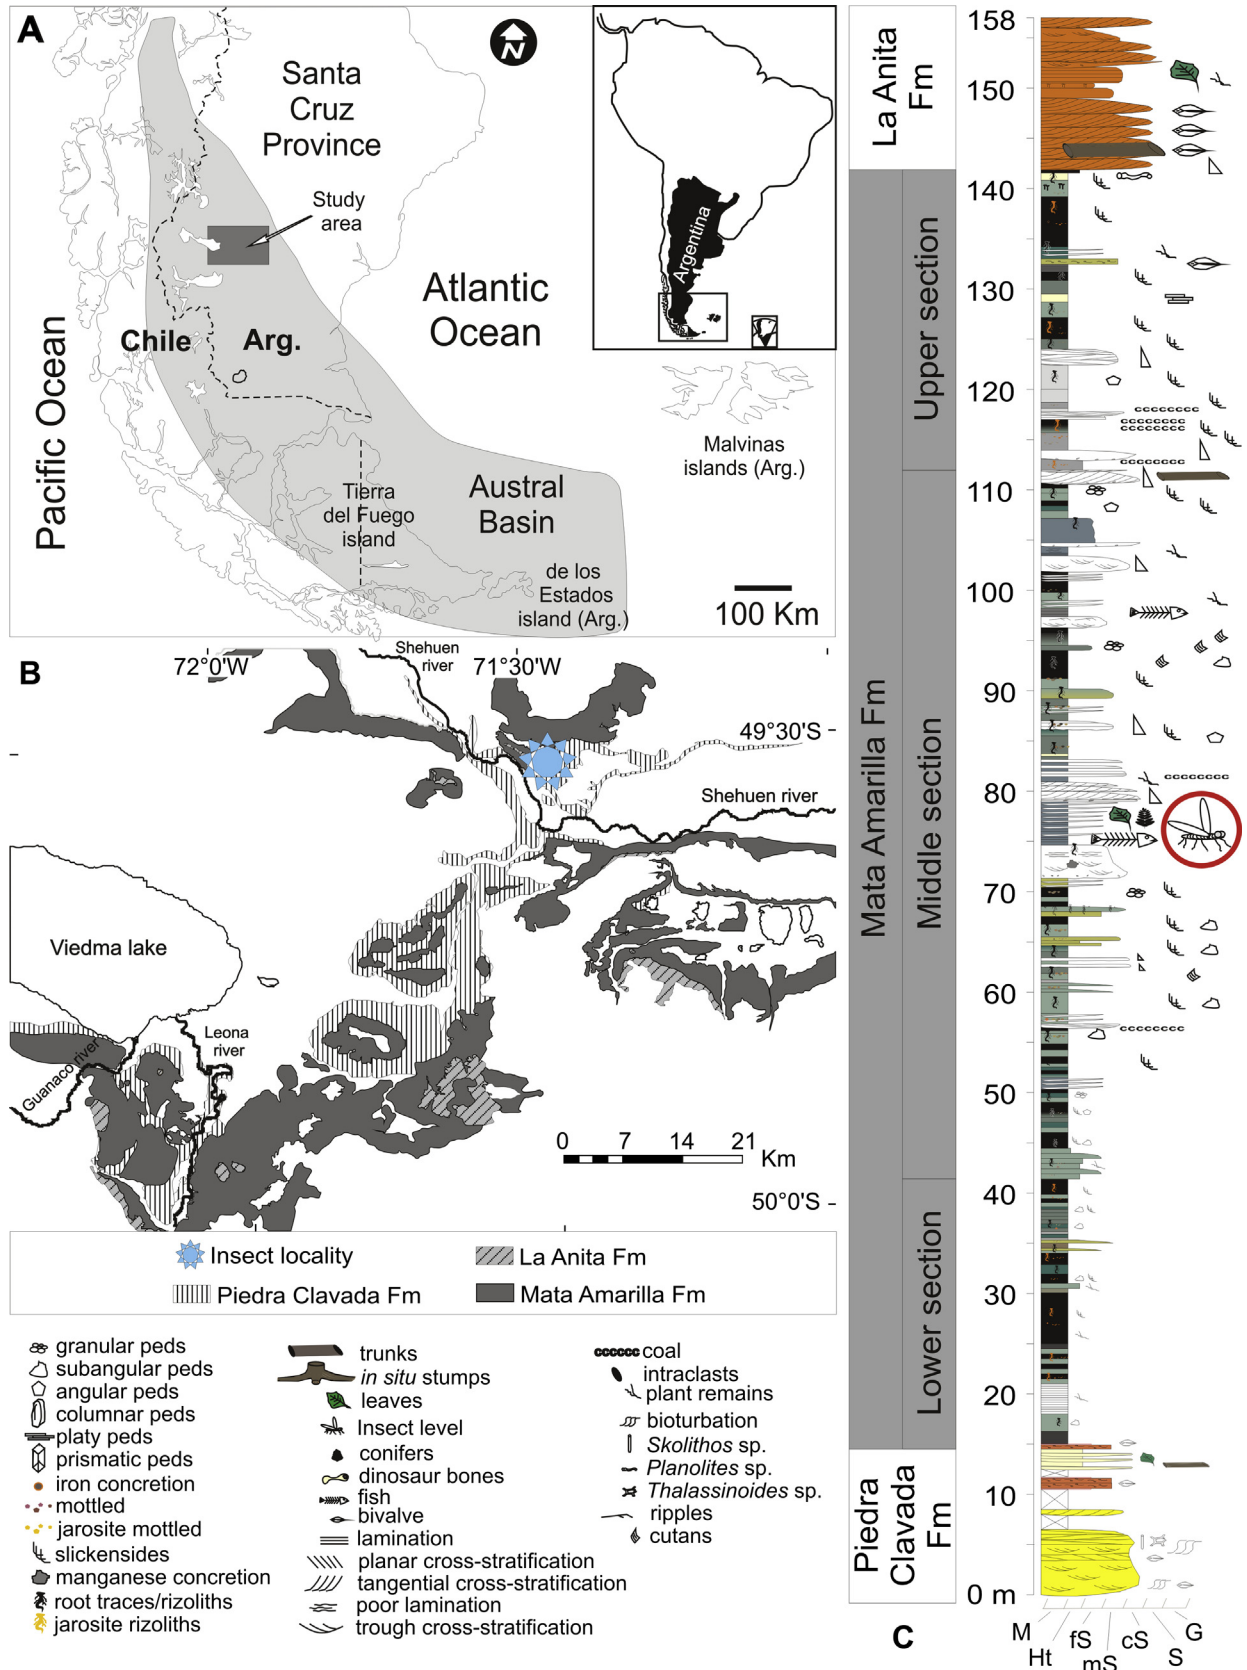 A
N
Santa
Cruz
Province
Study
area
Argentina
Atlantic
Ocean
Pacific Ocean
Chile
Arg.
Malvinas
islands (Arg.)
Tierra
del Fuego
island
Austral
Basin
de los
Estados
island (Arg.)
100 Km
B
72°0'W
Shehuen
river
71°30'W
49°30'S
Shehuen river
Viedma lake
Leona
river
Guanaco river
0 7 14 21
Km
50°0'S
Insect locality
La Anita Fm
Piedra Clavada Fm
Mata Amarilla Fm
granular peds
subangular peds
angular peds
columnar peds
platy peds
prismatic peds
iron concretion
mottled
jarosite mottled
slickensides
manganese concretion
root traces/rizoliths
jarosite rizoliths
trunks
in situ stumps
leaves
Insect level
conifers
dinosaur bones
fish
bivalve
lamination
planar cross-stratification
tangential cross-stratification
poor lamination
trough cross-stratification
coal
intraclasts
plant remains
bioturbation
Skolithos sp.
Planolites sp.
Thalassinoides sp.
ripples
cutans
La Anita
Fm
Mata Amarilla Fm
Upper section
Middle section
Lower section
Piedra
Clavada
Fm
158
150
140
130
120
110
100
90
80
70
60
50
40
30
20
10
0 m
C
M
Ht
fS
mS
cS
S
G